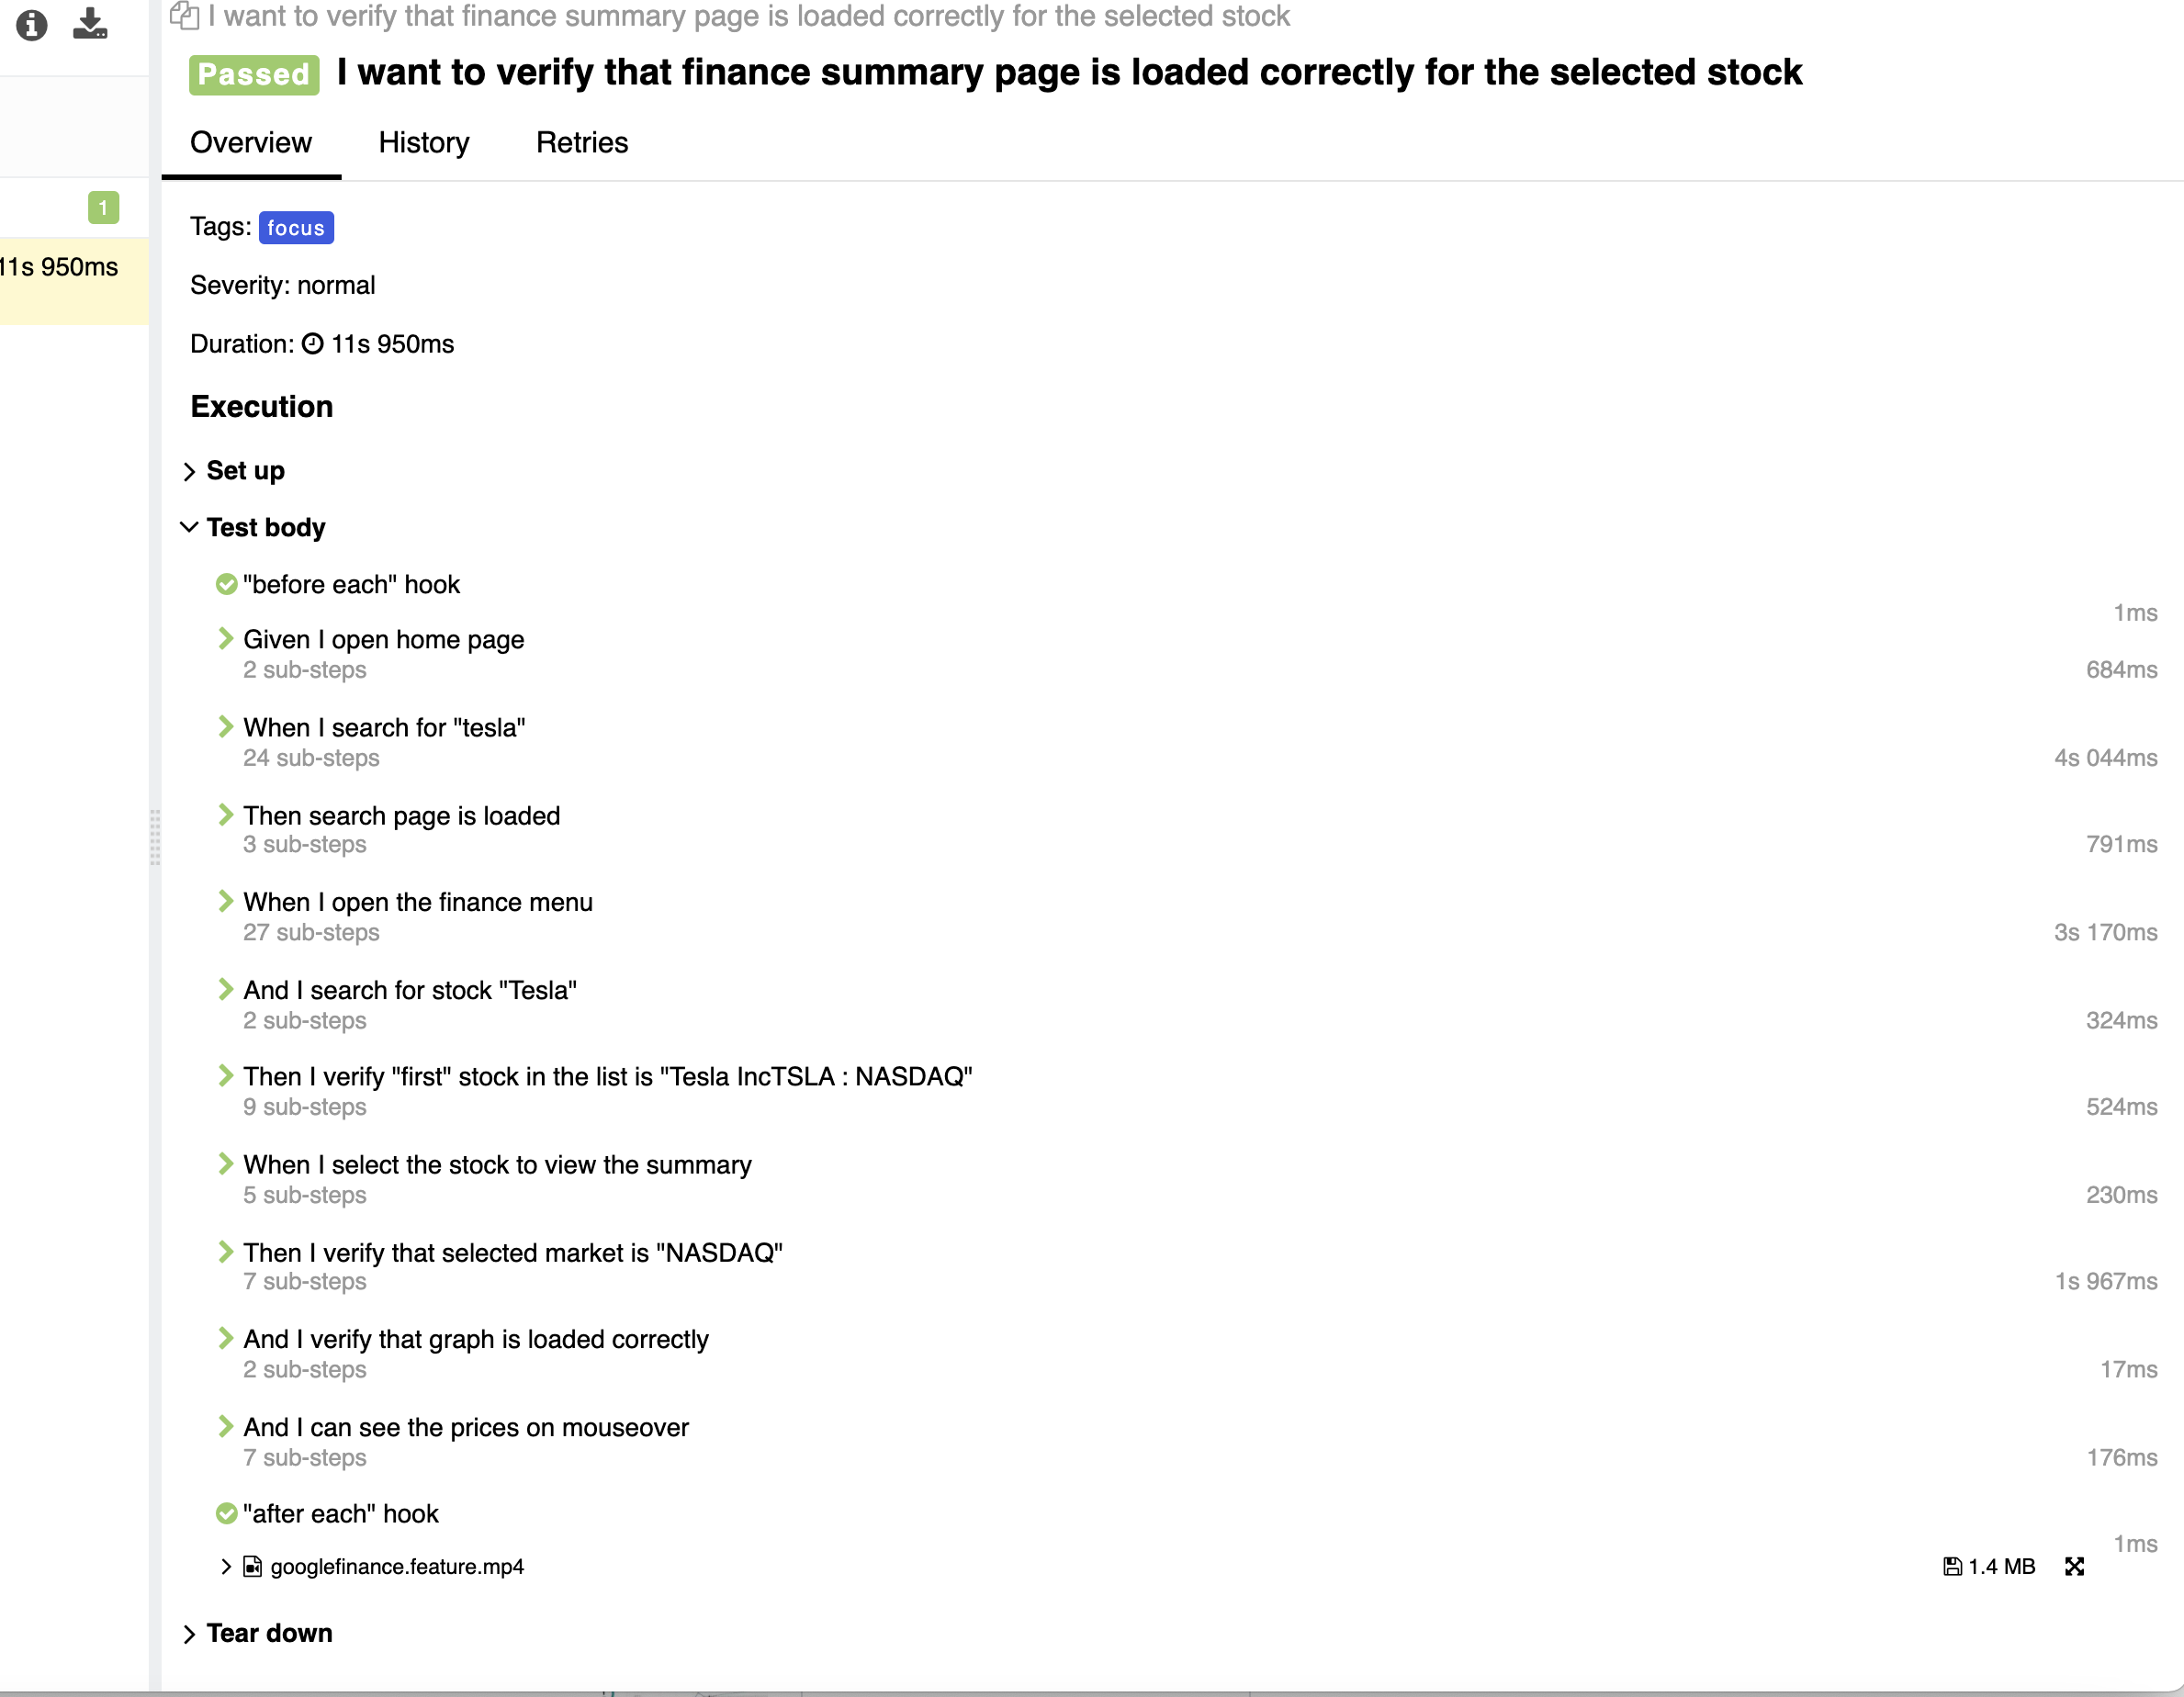 I want to verify that finance summary page is loaded correctly for the selected stock
Passed I want to verify that finance summary page is loaded correctly for the selected stock
Overview History Retries
1
Tags: focus
11s 950ms
Severity: normal
Duration: 11s 950ms
Execution
Set up
Test body
"before each" hook
1ms
Given I open home page
2 sub-steps 684ms
When I search for "tesla"
24 sub-steps 4s 044ms
Then search page is loaded
3 sub-steps 791ms
When I open the finance menu
27 sub-steps 3s 170ms
And I search for stock "Tesla"
2 sub-steps 324ms
Then I verify "first" stock in the list is "Tesla IncTSLA : NASDAQ"
9 sub-steps 524ms
When I select the stock to view the summary
5 sub-steps 230ms
Then I verify that selected market is "NASDAQ"
7 sub-steps 1s 967ms
And I verify that graph is loaded correctly
2 sub-steps 17ms
And I can see the prices on mouseover
7 sub-steps 176ms
"after each" hook
1ms
googlefinance.feature.mp4 1.4 MB
Tear down